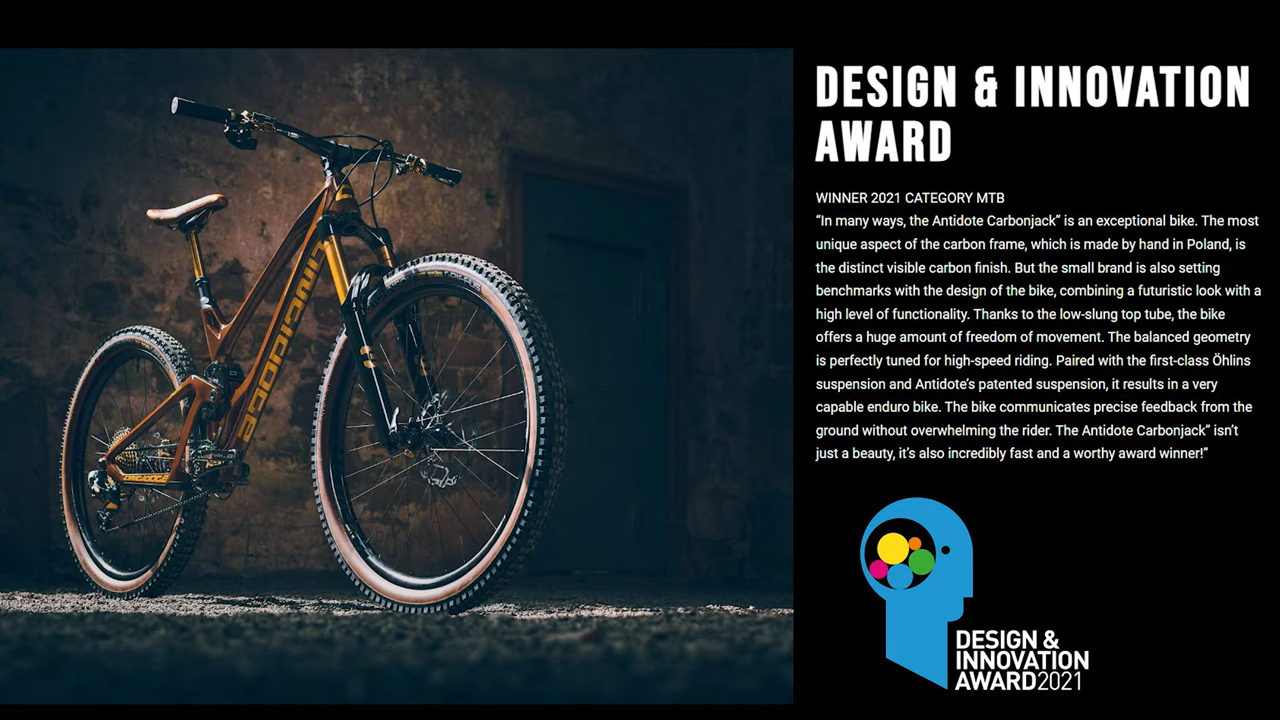 DESIGN & INNOVATION
AWARD
WINNER 2021 CATEGORY MTB
“In many ways, the Antidote Carbonjack” is an exceptional bike. The most
unique aspect of the carbon frame, which is made by hand in Poland, is
the distinct visible carbon finish. But the small brand is also setting
benchmarks with the design of the bike, combining a futuristic look with a
high level of functionality. Thanks to the low-slung top tube, the bike
offers a huge amount of freedom of movement. The balanced geometry
is perfectly tuned for high-speed riding. Paired with the first-class Öhlins
suspension and Antidote’s patented suspension, it results in a very
capable enduro bike. The bike communicates precise feedback from the
ground without overwhelming the rider. The Antidote Carbonjack” isn’t
just a beauty, it’s also incredibly fast and a worthy award winner!”
antidote
antidote
DESIGN &
INNOVATION
AWARD2021